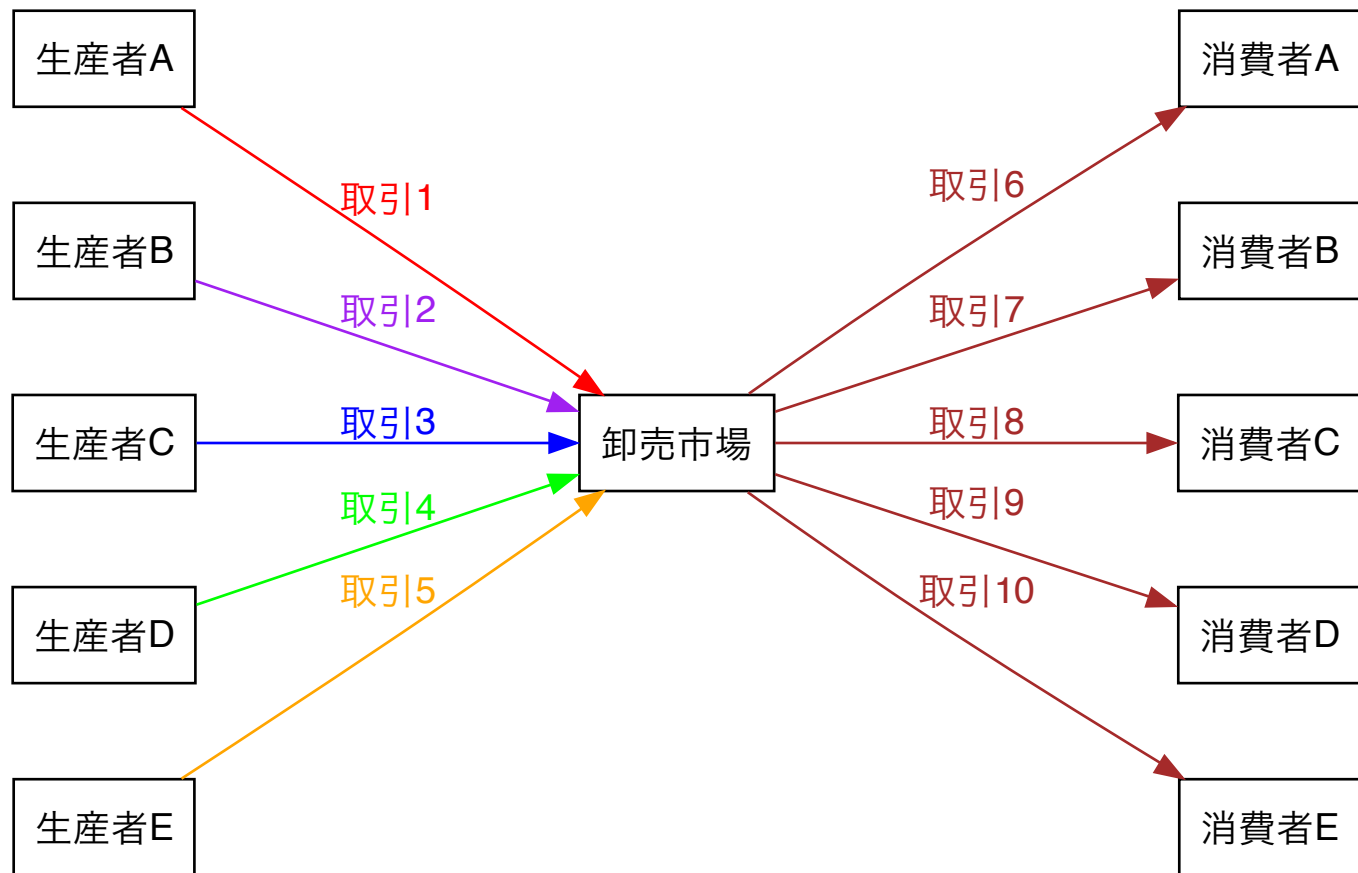 生産者A
消費者A
取引1
取引6
生産者B
消費者B
取引2
取引7
生産者C
取引3
卸売市場
取引8
消費者C
取引4
取引9
生産者D
取引5
取引10
消費者D
生産者E
消費者E